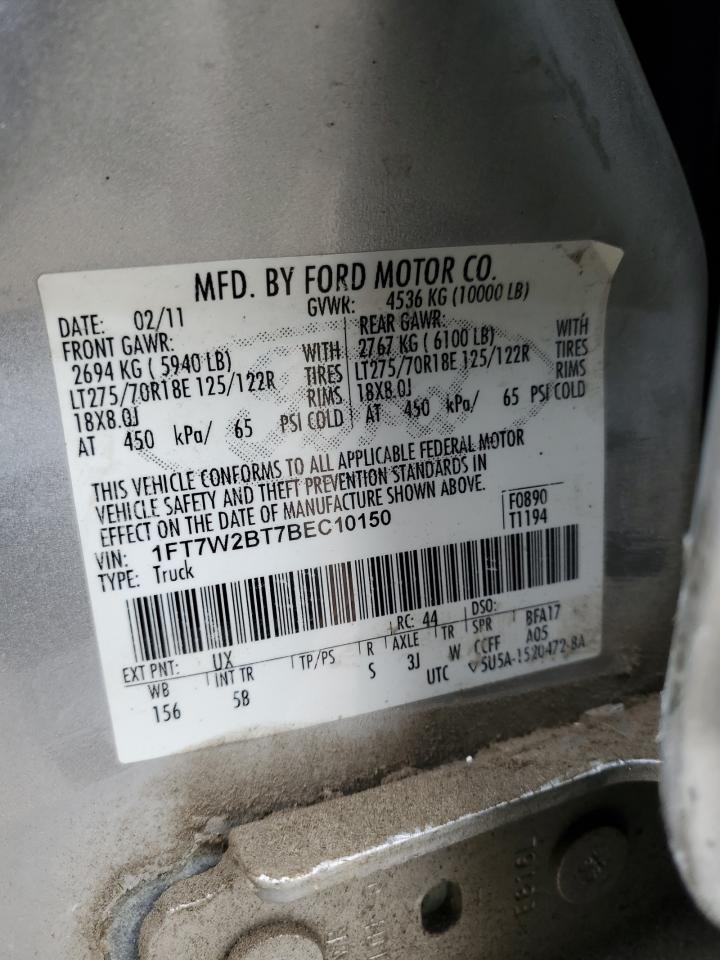 MFD. BY FORD MOTOR CO.
DATE: 02/11 GVWR: 4536 KG (10000 LB)
FRONT GAWR: REAR GAWR:
2694 KG ( 5940 LB) WITH 2767 KG ( 6100 LB) WITH
LT275/70R18E 125/122R TIRES LT275/70R18E 125/122R TIRES
18X8.0J RIMS 18X8.0J RIMS
AT 450 kPa/ 65 PSI COLD AT 450 kPa/ 65 PSI COLD
THIS VEHICLE CONFORMS TO ALL APPLICABLE FEDERAL MOTOR
VEHICLE SAFETY AND THEFT PREVENTION STANDARDS IN
EFFECT ON THE DATE OF MANUFACTURE SHOWN ABOVE.
VIN: 1FT7W2BT7BEC10150 F0890
TYPE: Truck T1194
EXT PNT: UX RC: 44 DSO:
WB INT TR TP/PS R AXLE TR SPR BFA17
156 58 S 3J W CCFF A05
UTC 5U5A-1520472-BA